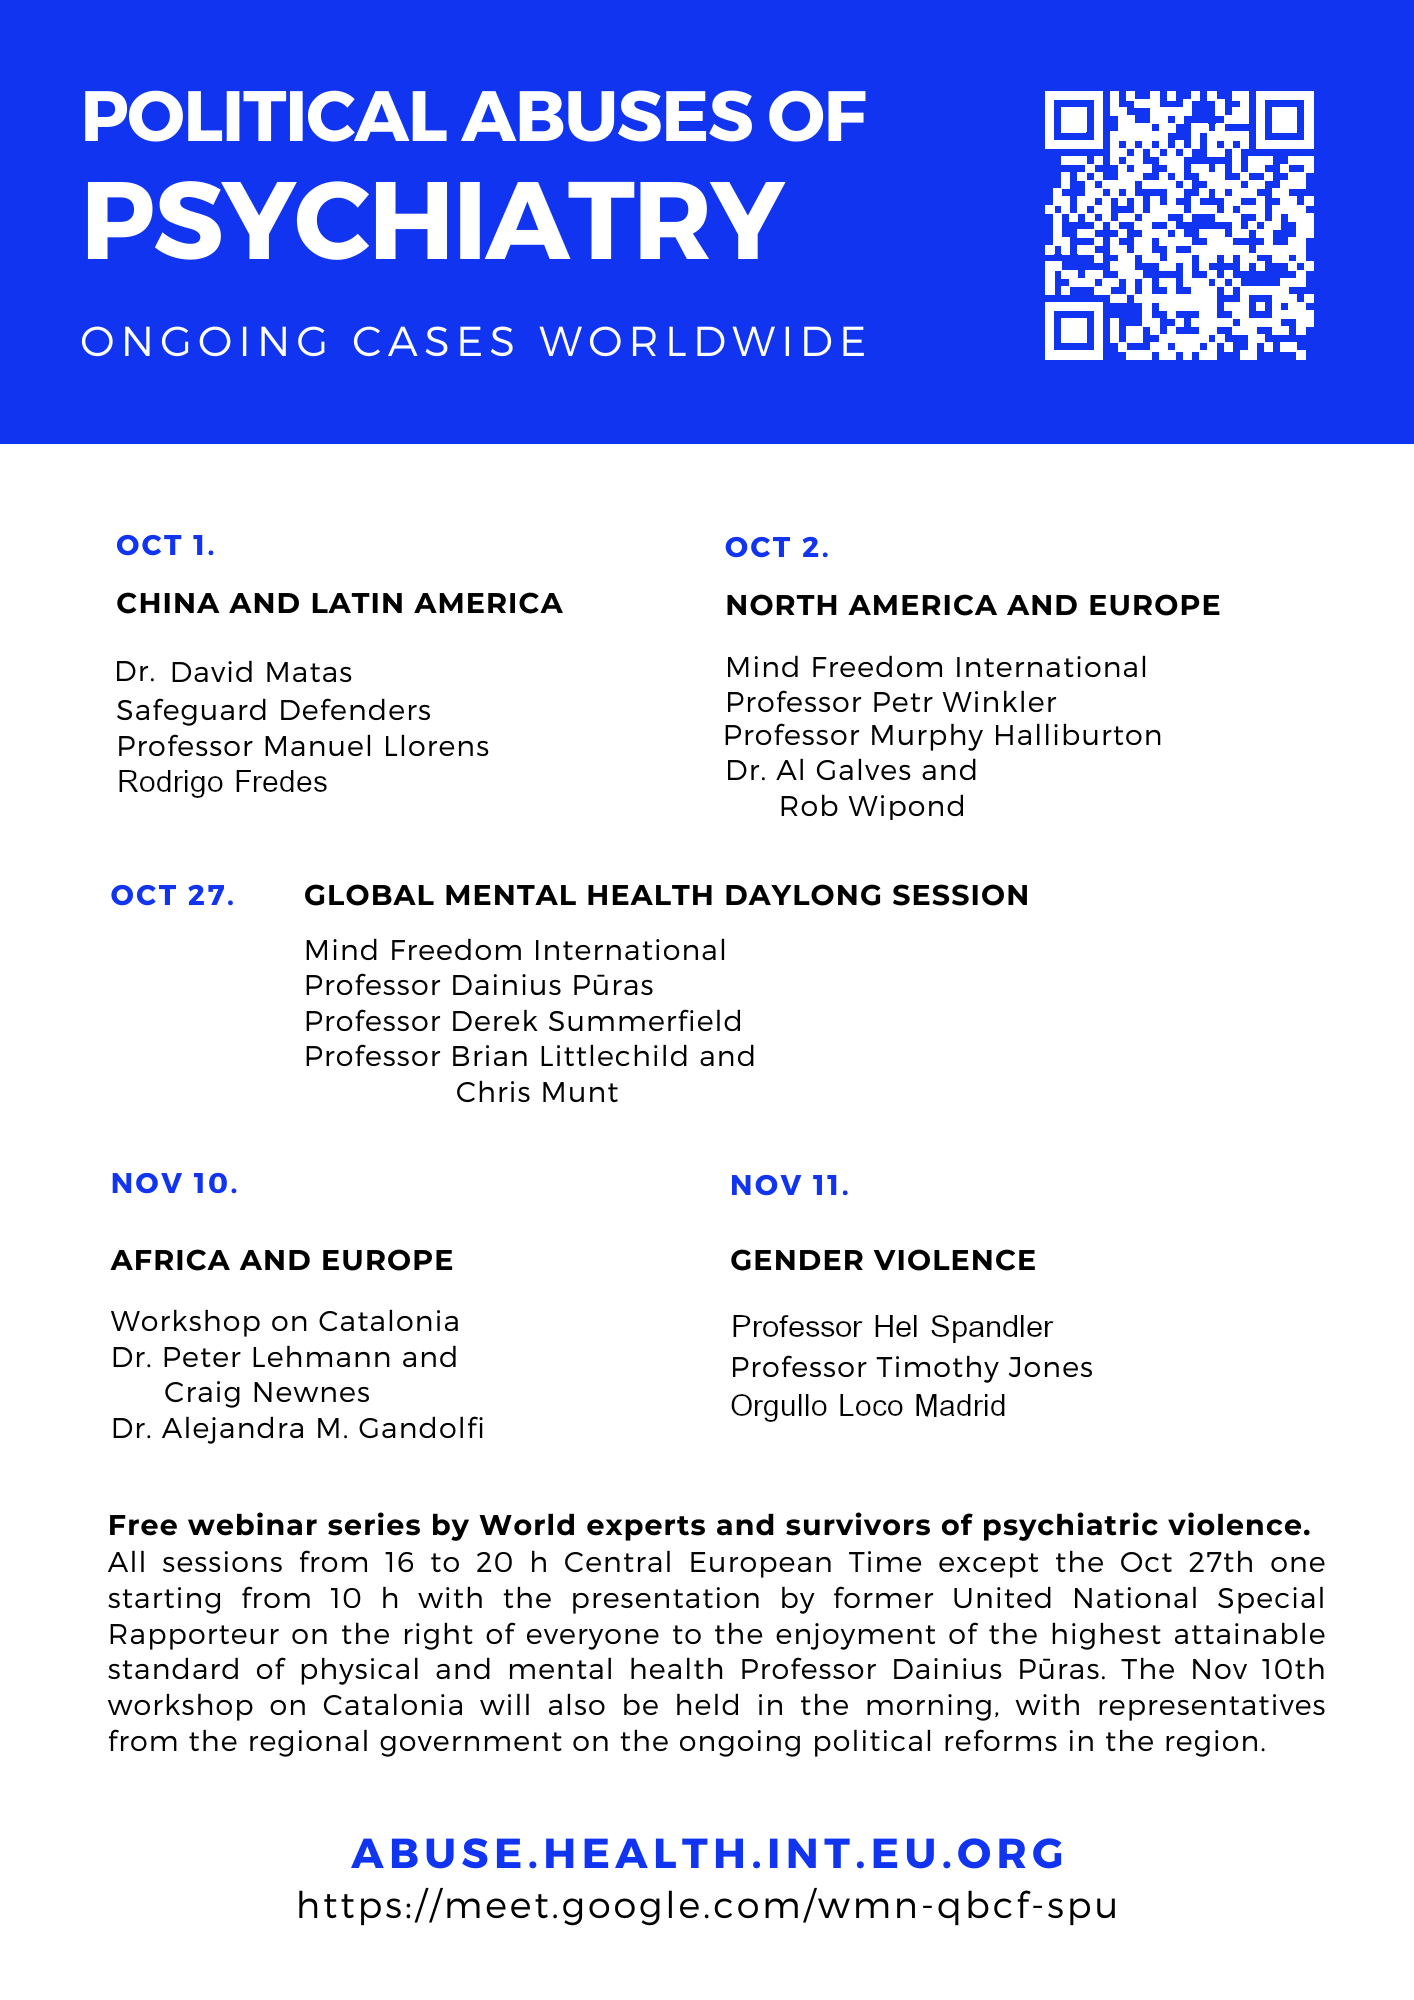 POLITICAL ABUSES OF
PSYCHIATRY
ONGOING CASES WORLDWIDE
OCT 1.
CHINA AND LATIN AMERICA
Dr. David Matas
Safeguard Defenders
Professor Manuel Llorens
Rodrigo Fredes
OCT 2.
NORTH AMERICA AND EUROPE
Mind Freedom International
Professor Petr Winkler
Professor Murphy Halliburton
Dr. Al Galves and
Rob Wipond
OCT 27.
GLOBAL MENTAL HEALTH DAYLONG SESSION
Mind Freedom International
Professor Dainius Pūras
Professor Derek Summerfield
Professor Brian Littlechild and
Chris Munt
NOV 10.
AFRICA AND EUROPE
Workshop on Catalonia
Dr. Peter Lehmann and
Craig Newnes
Dr. Alejandra M. Gandolfi
NOV 11.
GENDER VIOLENCE
Professor Hel Spandler
Professor Timothy Jones
Orgullo Loco Madrid
Free webinar series by World experts and survivors of psychiatric violence.
All sessions from 16 to 20 h Central European Time except the Oct 27th one
starting from 10 h with the presentation by former United National Special
Rapporteur on the right of everyone to the enjoyment of the highest attainable
standard of physical and mental health Professor Dainius Pūras. The Nov 10th
workshop on Catalonia will also be held in the morning, with representatives
from the regional government on the ongoing political reforms in the region.
ABUSE.HEALTH.INT.EU.ORG
https://meet.google.com/wmn-qbcf-spu